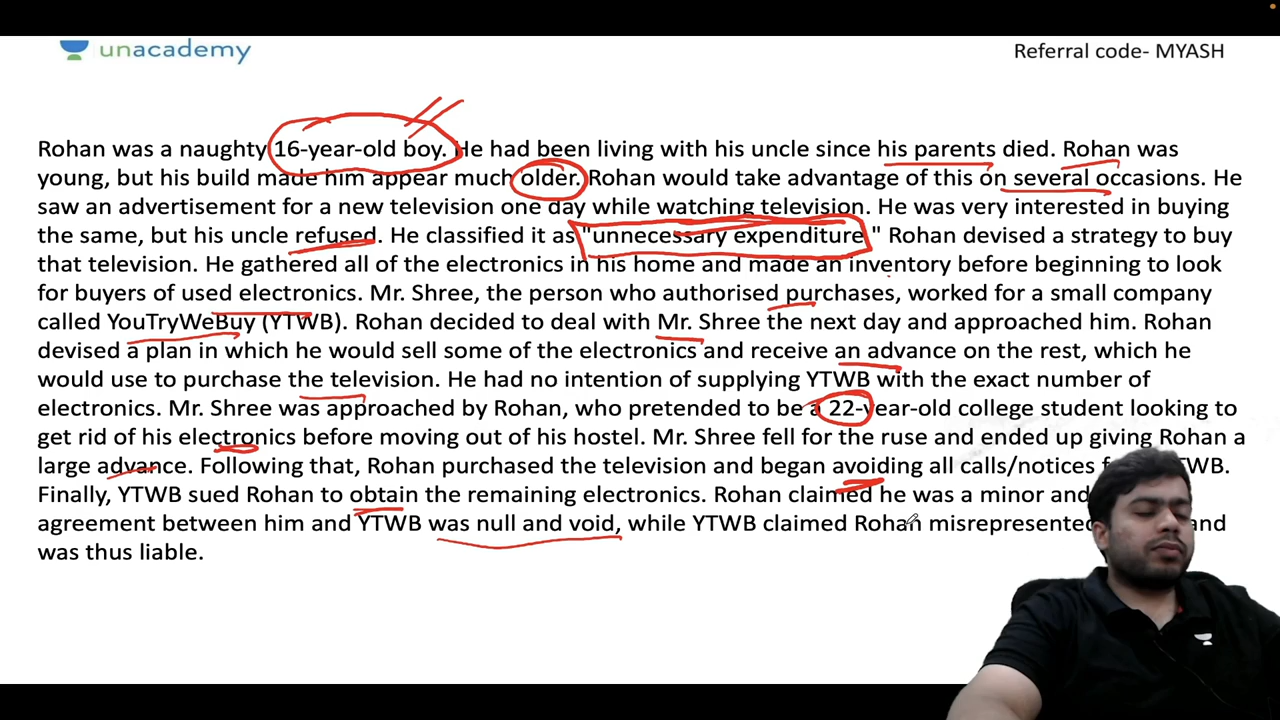 unacademy
Referral code- MYASH
Rohan was a naughty 16-year-old boy. He had been living with his uncle since his parents died. Rohan was
young, but his build made him appear much older. Rohan would take advantage of this on several occasions. He
saw an advertisement for a new television one day while watching television. He was very interested in buying
the same, but his uncle refused. He classified it as "unnecessary expenditure." Rohan devised a strategy to buy
that television. He gathered all of the electronics in his home and made an inventory before beginning to look
for buyers of used electronics. Mr. Shree, the person who authorised purchases, worked for a small company
called YouTryWeBuy (YTWB). Rohan decided to deal with Mr. Shree the next day and approached him. Rohan
devised a plan in which he would sell some of the electronics and receive an advance on the rest, which he
would use to purchase the television. He had no intention of supplying YTWB with the exact number of
electronics. Mr. Shree was approached by Rohan, who pretended to be a 22-year-old college student looking to
get rid of his electronics before moving out of his hostel. Mr. Shree fell for the ruse and ended up giving Rohan a
large advance. Following that, Rohan purchased the television and began avoiding all calls/notices YTWB.
Finally, YTWB sued Rohan to obtain the remaining electronics. Rohan claimed he was a minor and
agreement between him and YTWB was null and void, while YTWB claimed Rohan misrepresented and
was thus liable.